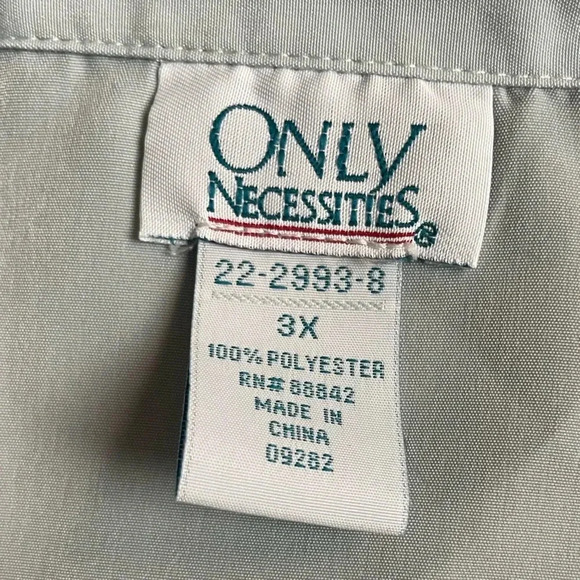 ONLY
NECESSITIES®
22-2993-8
3X
100% POLYESTER
RN# 88842
MADE IN
CHINA
09282